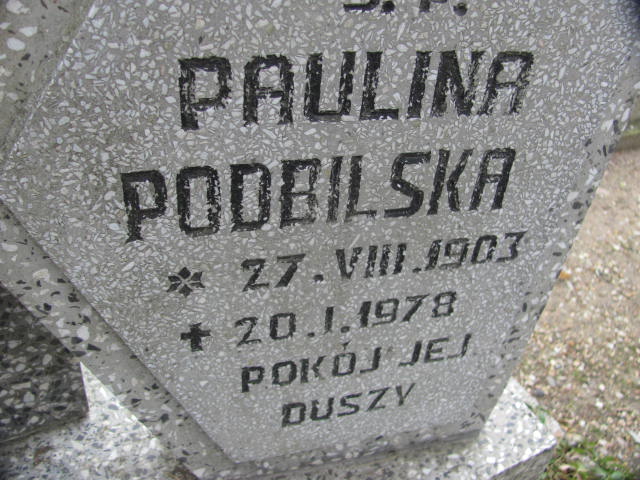 Ś. P.
PAULINA
PODBILSKA
* 27. VIII. 1903
+ 20. I. 1978
POKÓJ JEJ
DUSZY